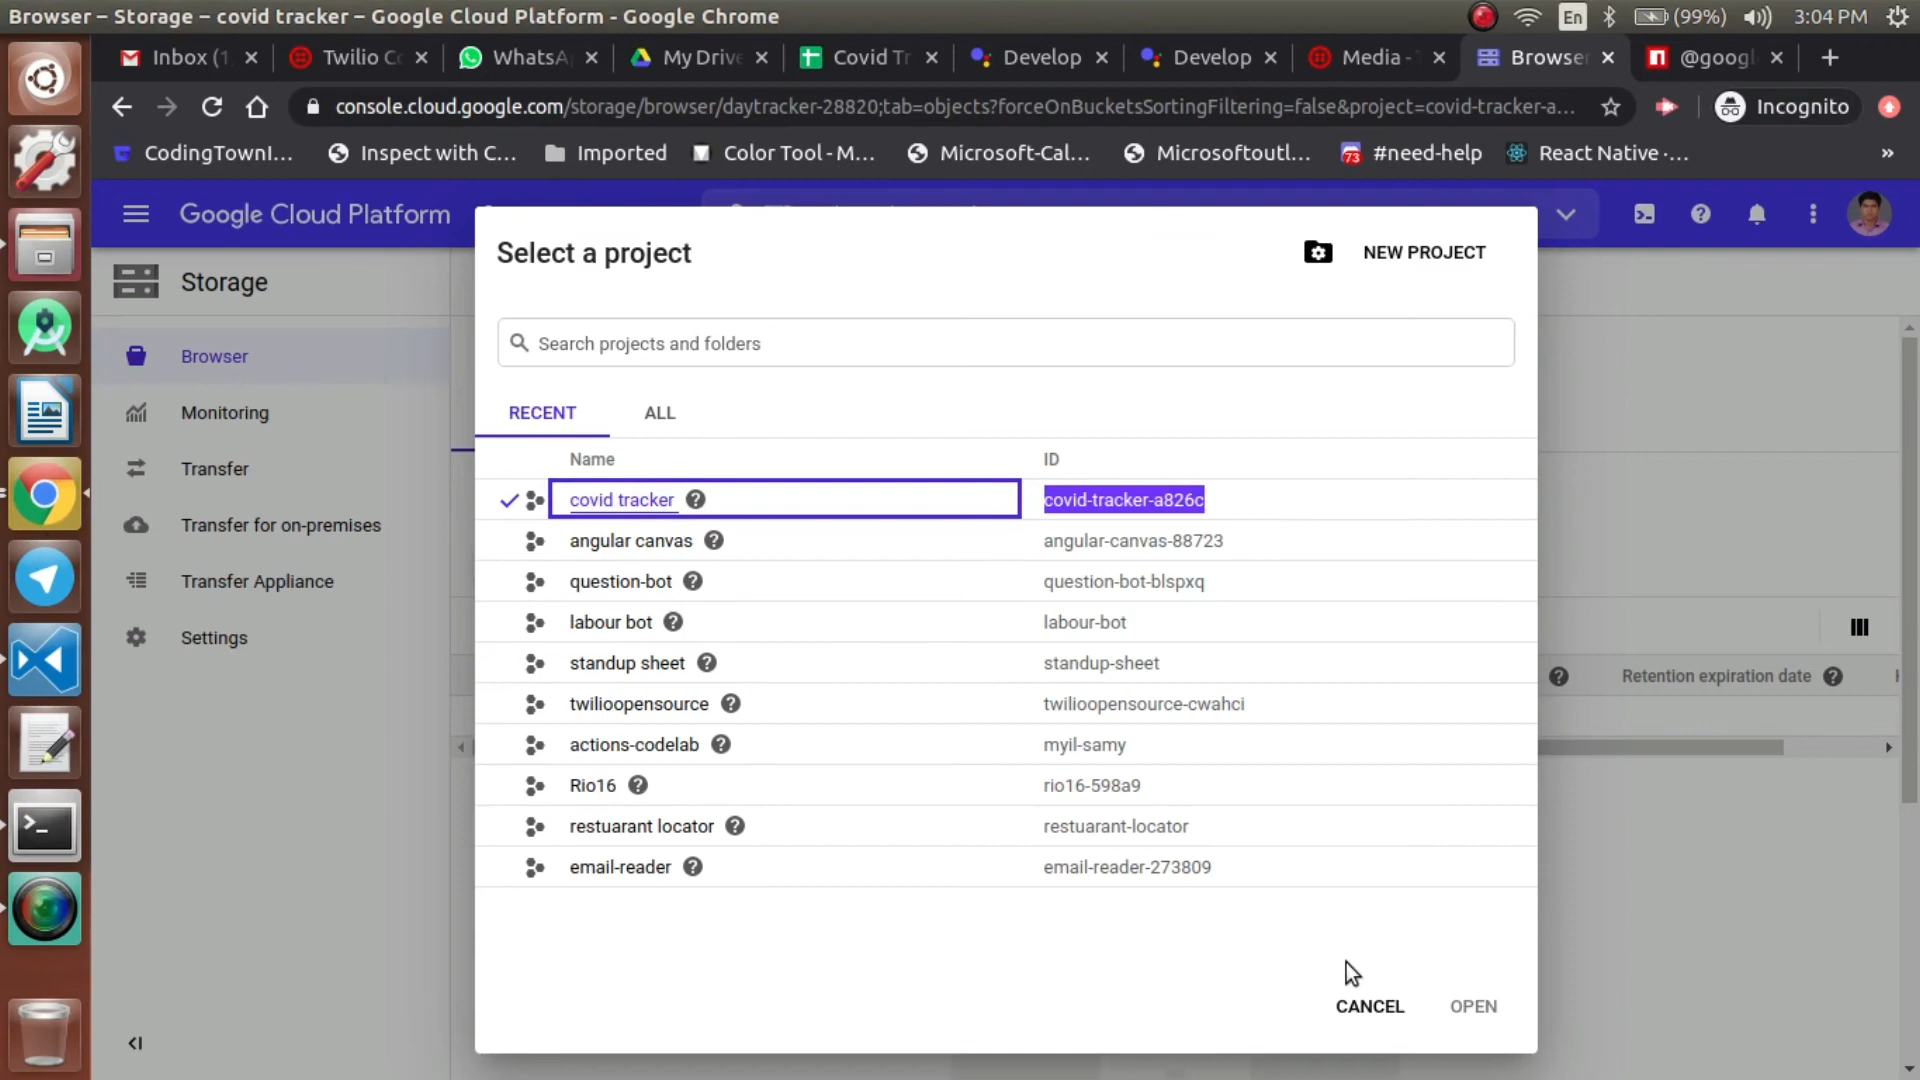 Browser – Storage – covid tracker – Google Cloud Platform - Google Chrome
En (99%) 3:04 PM
Inbox (1 Twilio Co WhatsA My Drive Covid Tr Develop Develop Media - Browser @googl
console.cloud.google.com/storage/browser/daytracker-28820;tab=objects?forceOnBucketsSortingFiltering=false&project=covid-tracker-a... Incognito
CodingTownI... Inspect with C... Imported Color Tool - M... Microsoft-Cal... Microsoftoutl... 73 #need-help React Native ·... »
Google Cloud Platform
Storage
Browser
Monitoring
Transfer
Transfer for on-premises
Transfer Appliance
Settings
Select a project
NEW PROJECT
Search projects and folders
RECENT ALL
Name ID
covid tracker covid-tracker-a826c
angular canvas angular-canvas-88723
question-bot question-bot-blspxq
labour bot labour-bot
standup sheet standup-sheet
twilioopensource twilioopensource-cwahci
actions-codelab myil-samy
Rio16 rio16-598a9
restuarant locator restuarant-locator
email-reader email-reader-273809
CANCEL OPEN
Retention expiration date